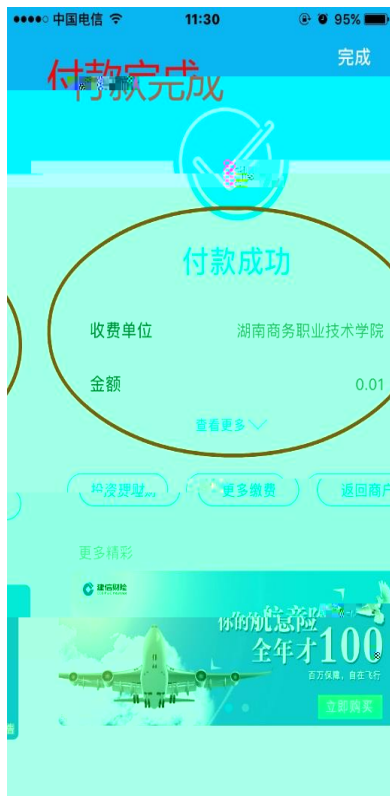 中国电信
11:30
95%
完成
付款完成
付款成功
收费单位 湖南商务职业技术学院
金额 0.01
查看更多
投资理财 更多缴费 返回商户
更多精彩
建信财险
你的航意险
全年才100
百万保障，自在飞行
立即购买